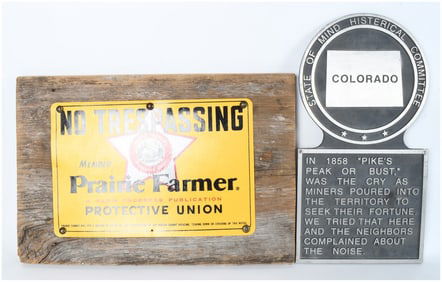 NO TRESPASSING
MEMBER
Prairie Farmer®
PUBLICATION
PROTECTIVE UNION
STATE OF MIND HISTERICAL COMMITTEE
COLORADO
IN 1858 "PIKE'S
PEAK OR BUST,"
WAS THE CRY AS
MINERS POURED INTO
THE TERRITORY TO
SEEK THEIR FORTUNE.
WE TRIED THAT HERE
AND THE NEIGHBORS
COMPLAINED ABOUT
THE NOISE.